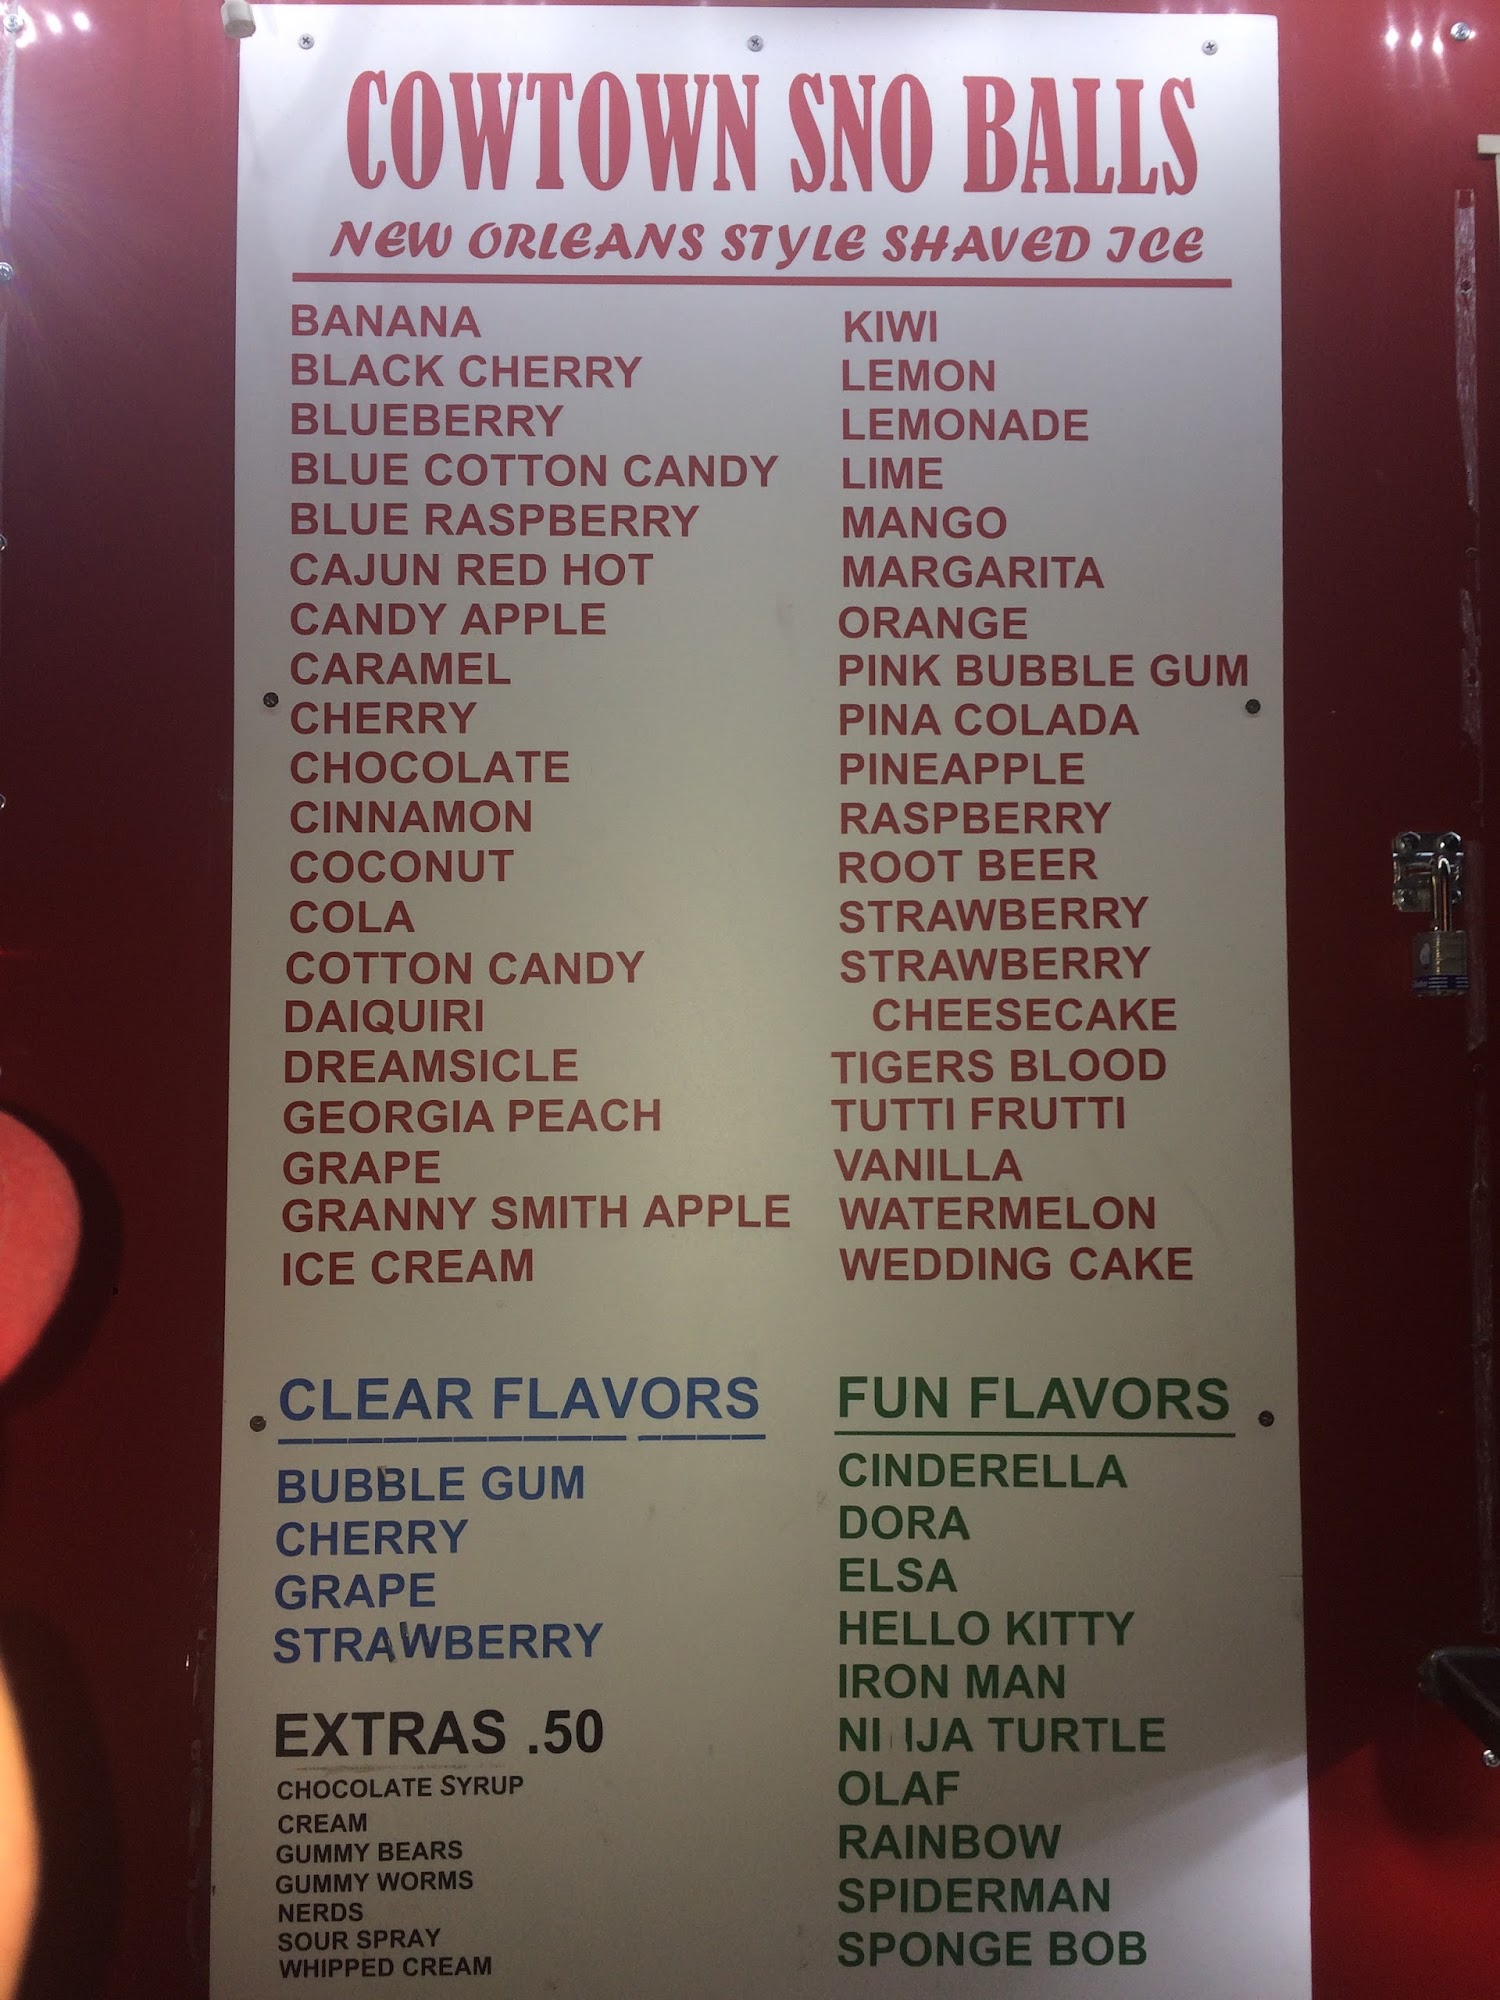 COWTOWN SNO BALLS
NEW ORLEANS STYLE SHAVED ICE
BANANA
BLACK CHERRY
BLUEBERRY
BLUE COTTON CANDY
BLUE RASPBERRY
CAJUN RED HOT
CANDY APPLE
CARAMEL
CHERRY
CHOCOLATE
CINNAMON
COCONUT
COLA
COTTON CANDY
DAIQUIRI
DREAMSICLE
GEORGIA PEACH
GRAPE
GRANNY SMITH APPLE
ICE CREAM
KIWI
LEMON
LEMONADE
LIME
MANGO
MARGARITA
ORANGE
PINK BUBBLE GUM
PINA COLADA
PINEAPPLE
RASPBERRY
ROOT BEER
STRAWBERRY
STRAWBERRY
CHEESECAKE
TIGERS BLOOD
TUTTI FRUTTI
VANILLA
WATERMELON
WEDDING CAKE
CLEAR FLAVORS
BUBBLE GUM
CHERRY
GRAPE
STRAWBERRY
EXTRAS .50
CHOCOLATE SYRUP
CREAM
GUMMY BEARS
GUMMY WORMS
NERDS
SOUR SPRAY
WHIPPED CREAM
FUN FLAVORS
CINDERELLA
DORA
ELSA
HELLO KITTY
IRON MAN
NINJA TURTLE
OLAF
RAINBOW
SPIDERMAN
SPONGE BOB